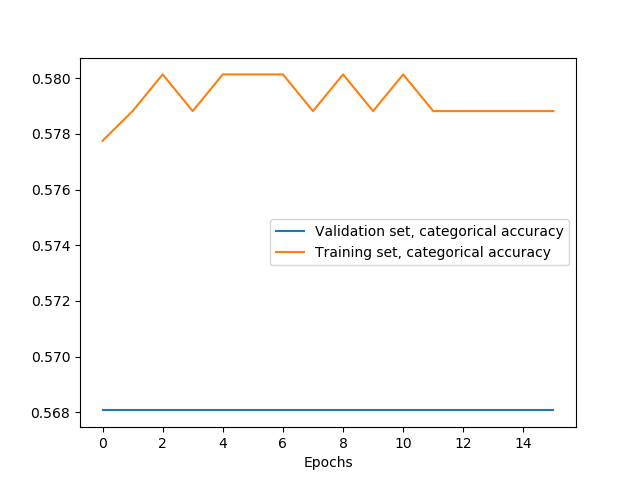 0.580
0.578
0.576
0.574
0.572
0.570
0.568
Validation set, categorical accuracy
Training set, categorical accuracy
0 2 4 6 8 10 12 14
Epochs